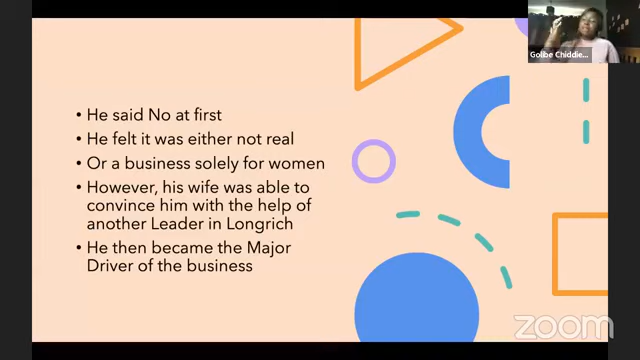 Golibe Chiddie...
• He said No at first
• He felt it was either not real
• Or a business solely for women
• However, his wife was able to
convince him with the help of
another Leader in Longrich
• He then became the Major
Driver of the business
zoom